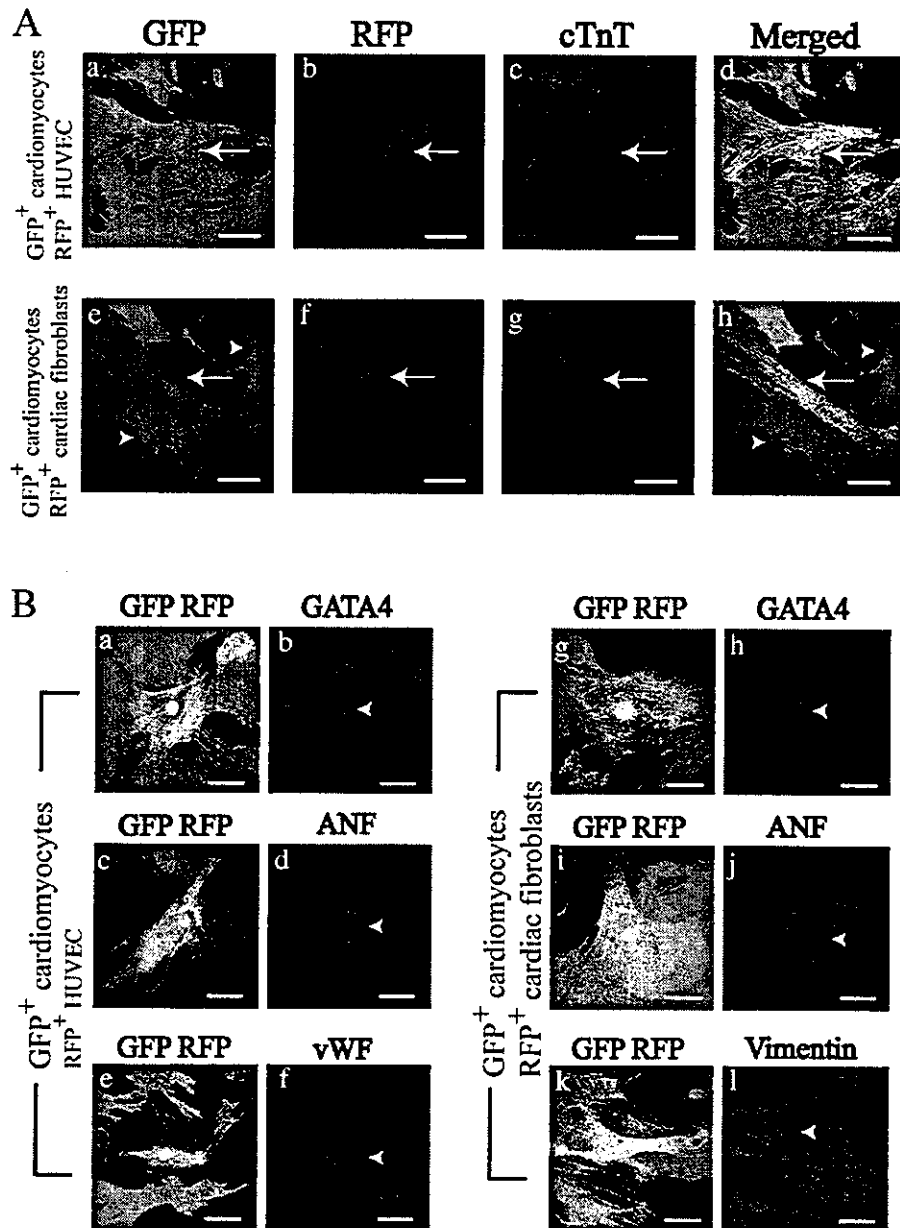 A
GFP RFP cTnT Merged
GFP+ cardiomyocytes
RFP+ HUVEC
a b c d
GFP+ cardiomyocytes
RFP+ cardiac fibroblasts
e f g h
B
GFP RFP GATA4 GFP RFP GATA4
a b g h
GFP+ cardiomyocytes
RFP+ HUVEC
GFP+ cardiomyocytes
RFP+ cardiac fibroblasts
GFP RFP ANF GFP RFP ANF
c d i j
GFP RFP vWF GFP RFP Vimentin
e f k l